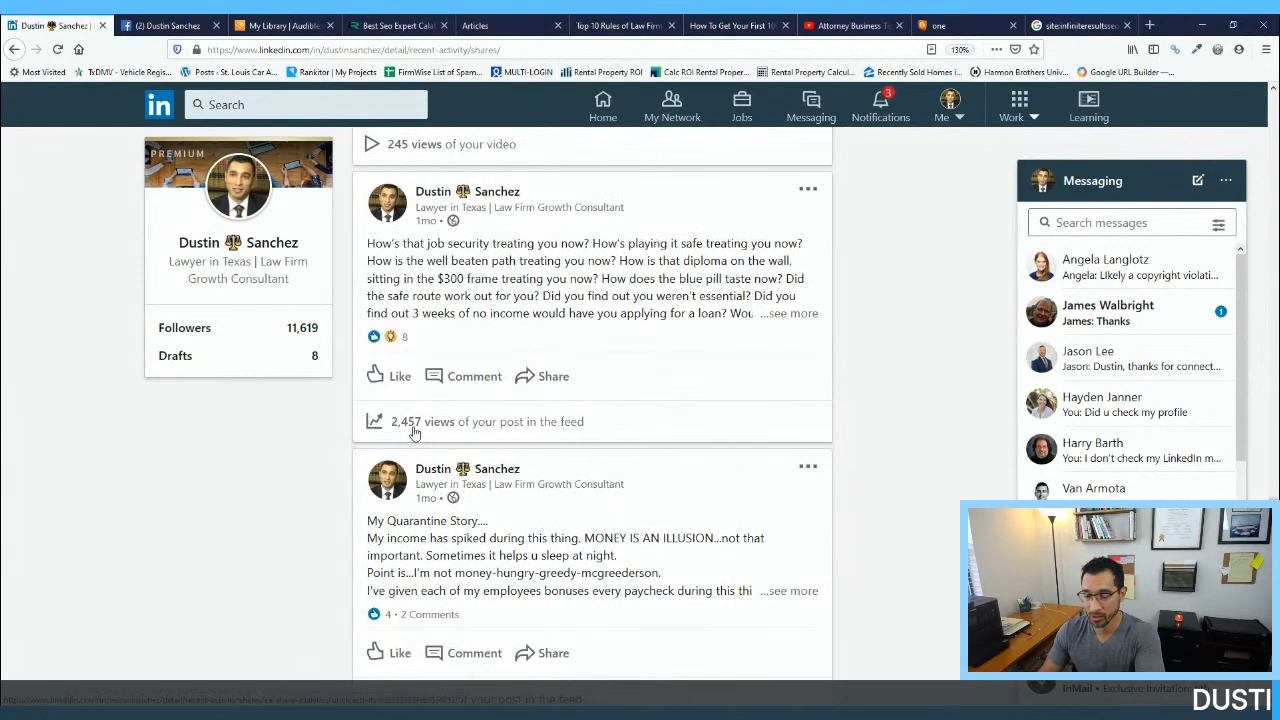 Dustin Sanchez |
(2) Dustin Sanchez
My Library | Audible
Best Seo Expert Cala
Articles
Top 10 Rules of Law Firm
How To Get Your First 10
Attorney Business Ti
one
site:infiniteresultsse
https://www.linkedin.com/in/dustinsanchez/detail/recent-activity/shares/
130%
Most Visited
TxDMV - Vehicle Regis...
Posts - St. Louis Car A...
Rankitor | My Projects
FirmWise List of Spam...
MULTI-LOGIN
Rental Property ROI
Calc ROI Rental Proper...
Rental Property Calcul...
Recently Sold Homes i...
Harmon Brothers Univ...
Google URL Builder —...
in
Search
Home
My Network
Jobs
Messaging
3
Notifications
Me
Work
Learning
PREMIUM
Dustin Sanchez
Lawyer in Texas | Law Firm
Growth Consultant
Followers 11,619
Drafts 8
245 views of your video
Dustin Sanchez
Lawyer in Texas | Law Firm Growth Consultant
1mo •
How's that job security treating you now? How's playing it safe treating you now?
How is the well beaten path treating you now? How is that diploma on the wall,
sitting in the $300 frame treating you now? How does the blue pill taste now? Did
the safe route work out for you? Did you find out you weren't essential? Did you
find out 3 weeks of no income would have you applying for a loan? Wou ...see more
8
Like Comment Share
2,457 views of your post in the feed
Dustin Sanchez
Lawyer in Texas | Law Firm Growth Consultant
1mo •
My Quarantine Story....
My income has spiked during this thing. MONEY IS AN ILLUSION...not that
important. Sometimes it helps u sleep at night.
Point is...I'm not money-hungry-greedy-mcgreederson.
I've given each of my employees bonuses every paycheck during this thi ...see more
4 • 2 Comments
Like Comment Share
Messaging
Search messages
Angela Langlotz
Angela: LIkely a copyright violati...
James Walbright
James: Thanks
1
Jason Lee
Jason: Dustin, thanks for connect...
Hayden Janner
You: Did u check my profile
Harry Barth
You: I don't check my LinkedIn m...
Van Armota
DUSTI